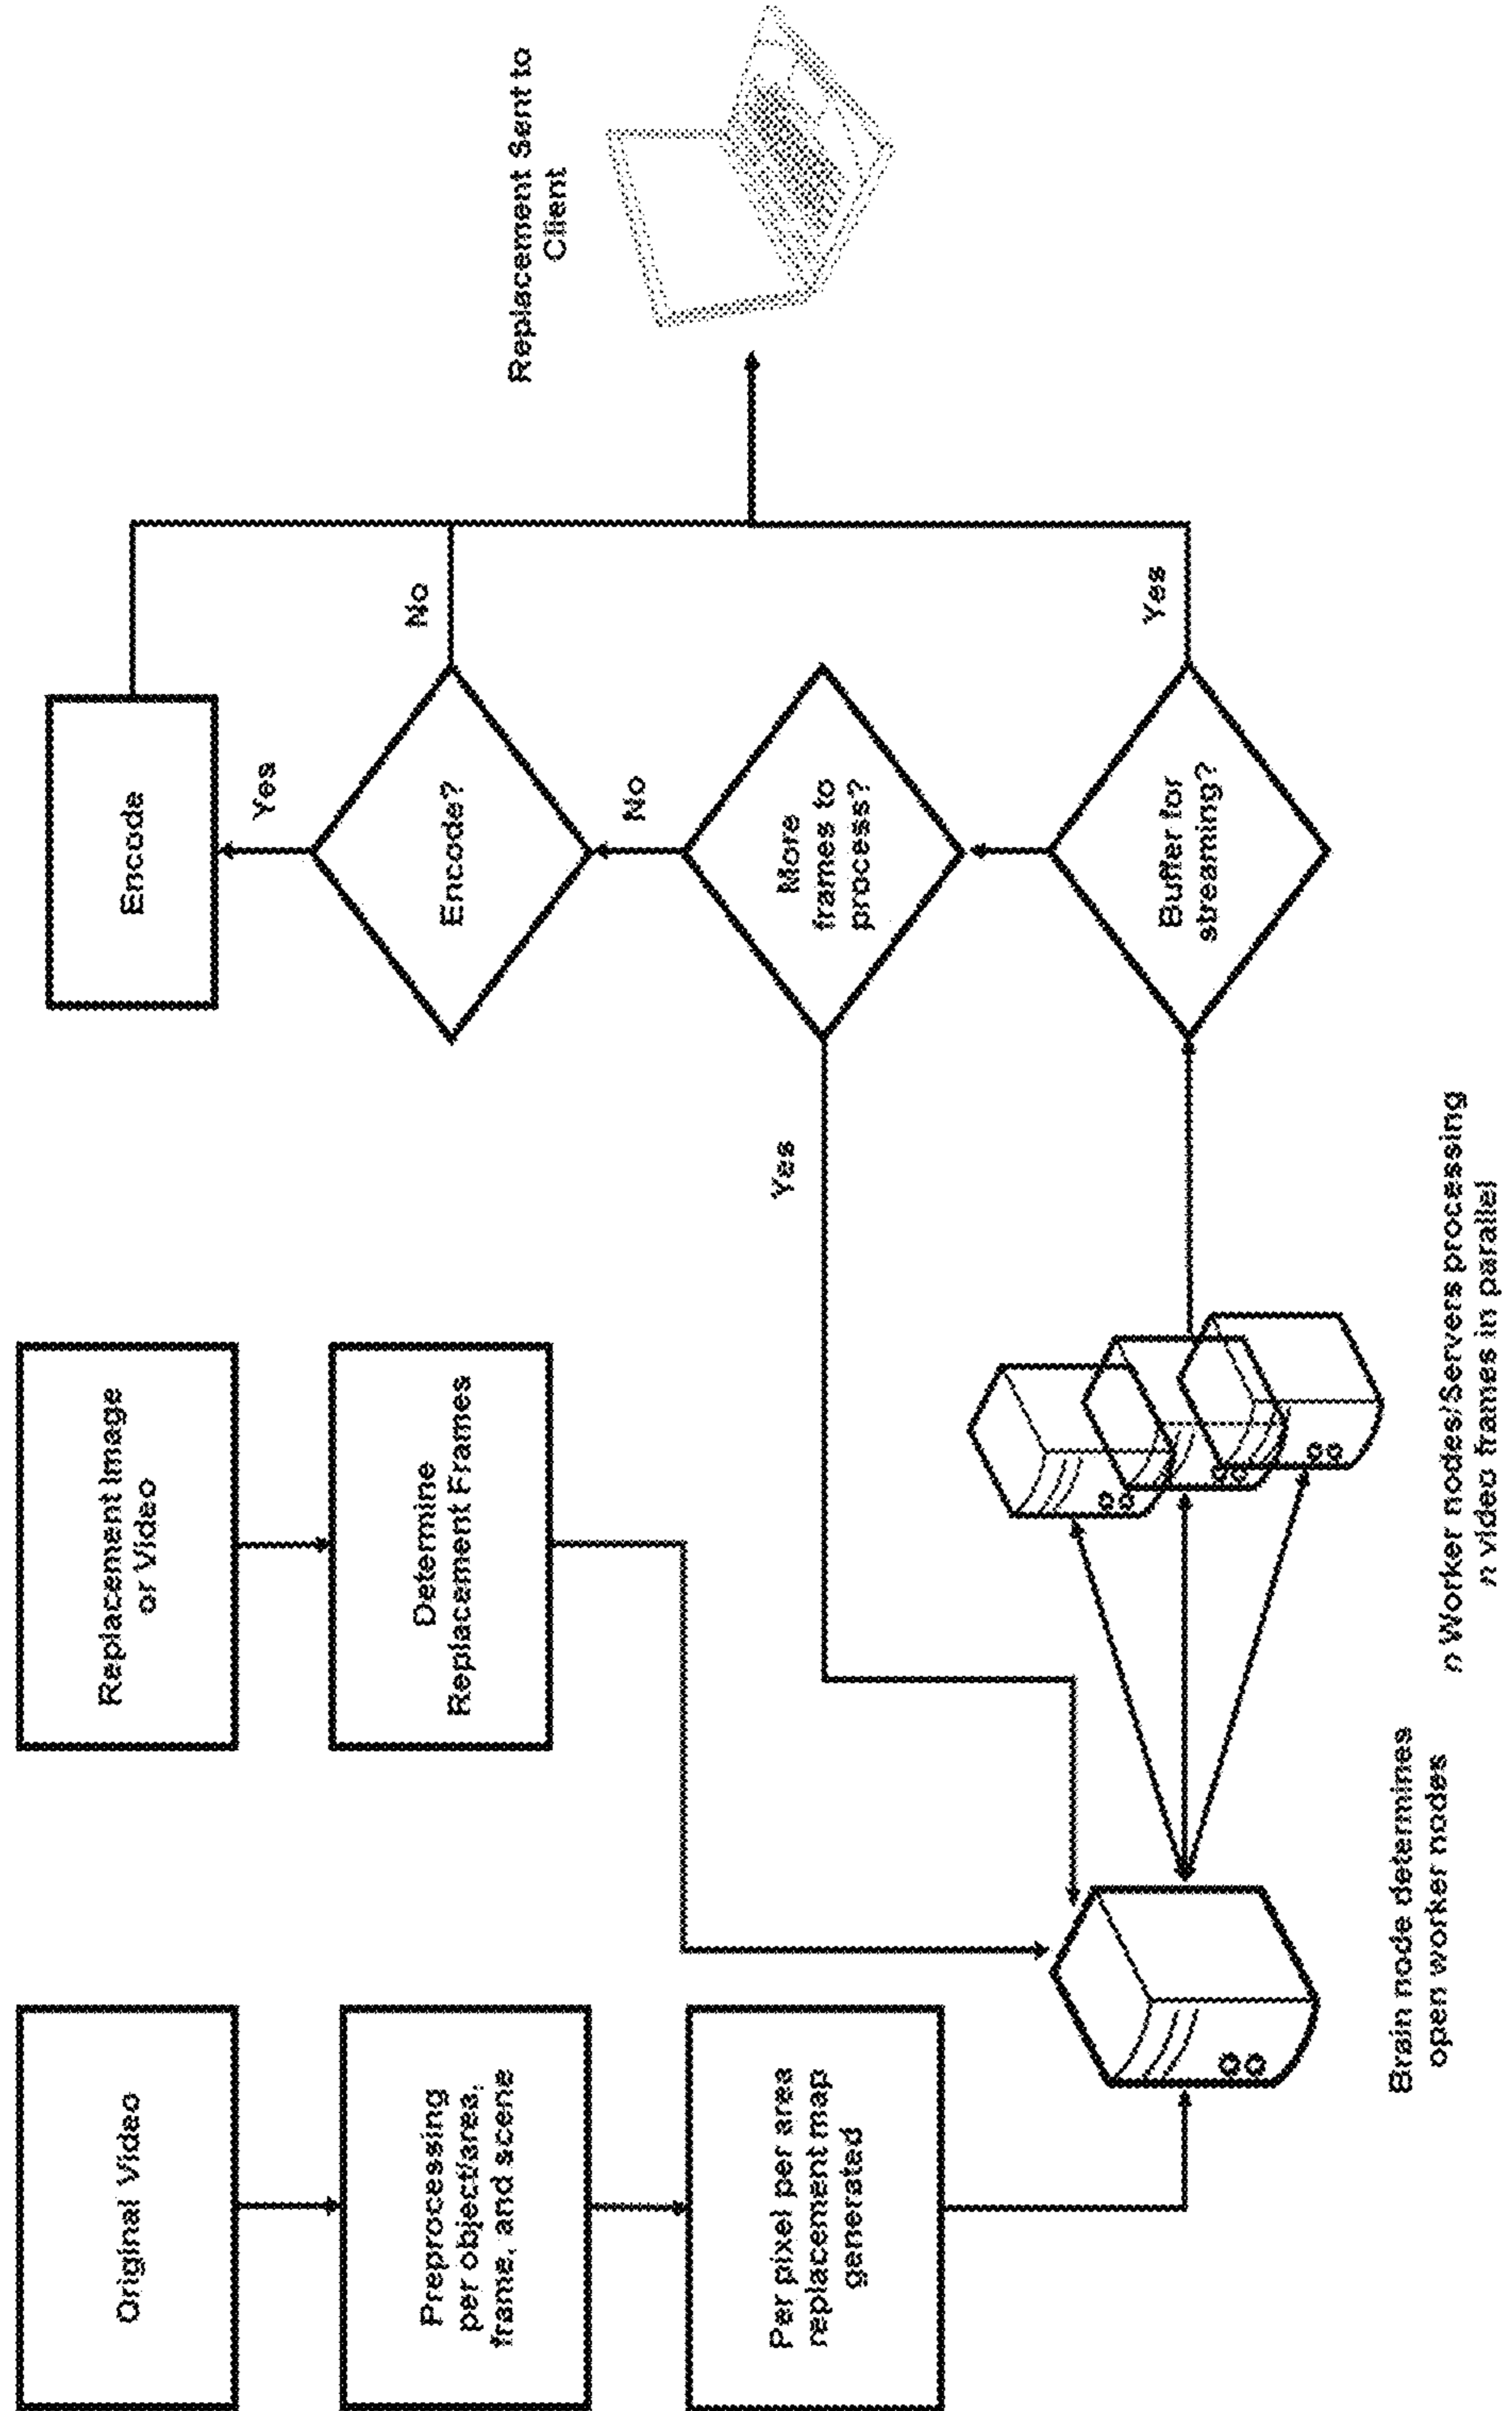 Original Video
Replacement Image
or Video
Encode
Yes
Preprocessing
per object/area,
frame, and scene
Determine
Replacement Frames
Encode?
No
Replacement Sent to
Client
No
Per pixel per area
replacement map
generated
Yes
More
frames to
process?
Buffer for
streaming?
Yes
Brain node determines
open worker nodes
n Worker nodes/Servers processing
n video frames in parallel